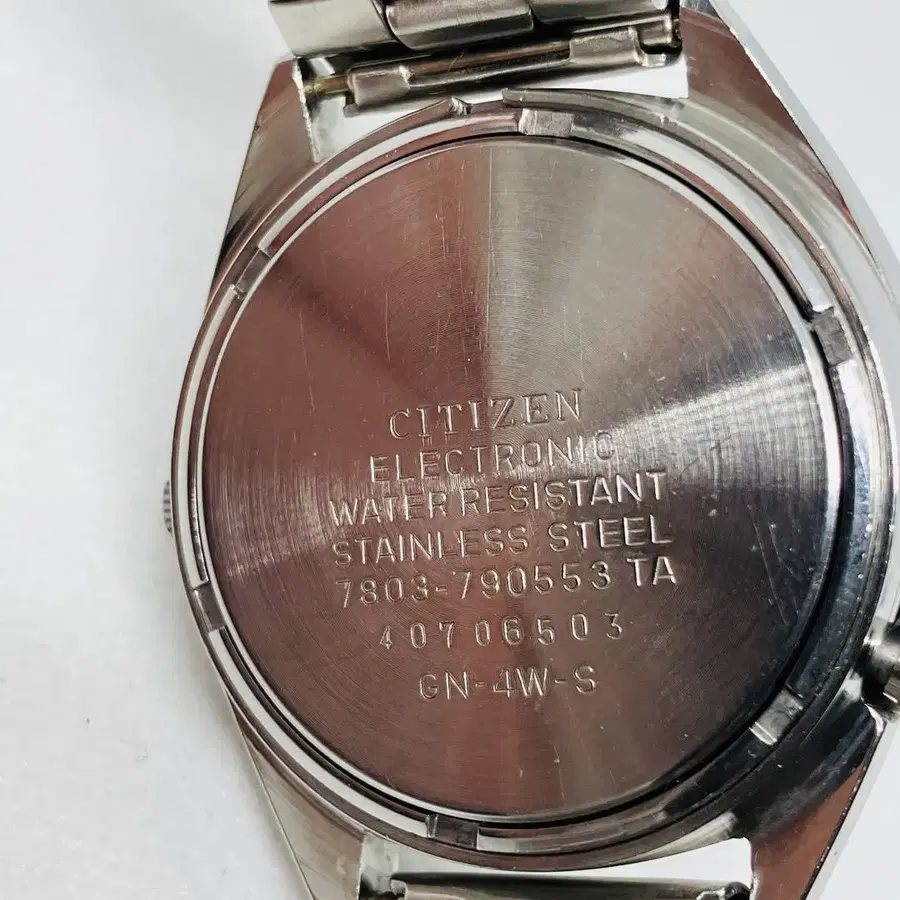 CITIZEN
ELECTRONIC
WATER RESISTANT
STAINLESS STEEL
7803-790553 TA
40706503
GN-4W-S